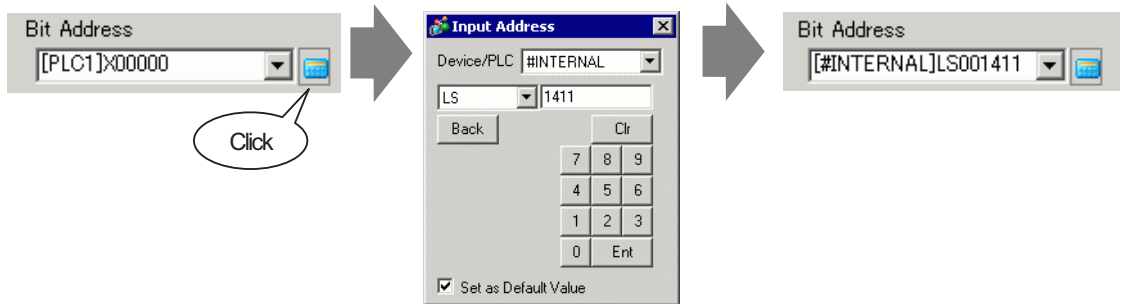 Bit Address
[PLC1]X00000
Click
Input Address
Device/PLC #INTERNAL
LS 1411
Back Clr
7 8 9
4 5 6
1 2 3
0 Ent
Set as Default Value
Bit Address
[#INTERNAL]LS001411